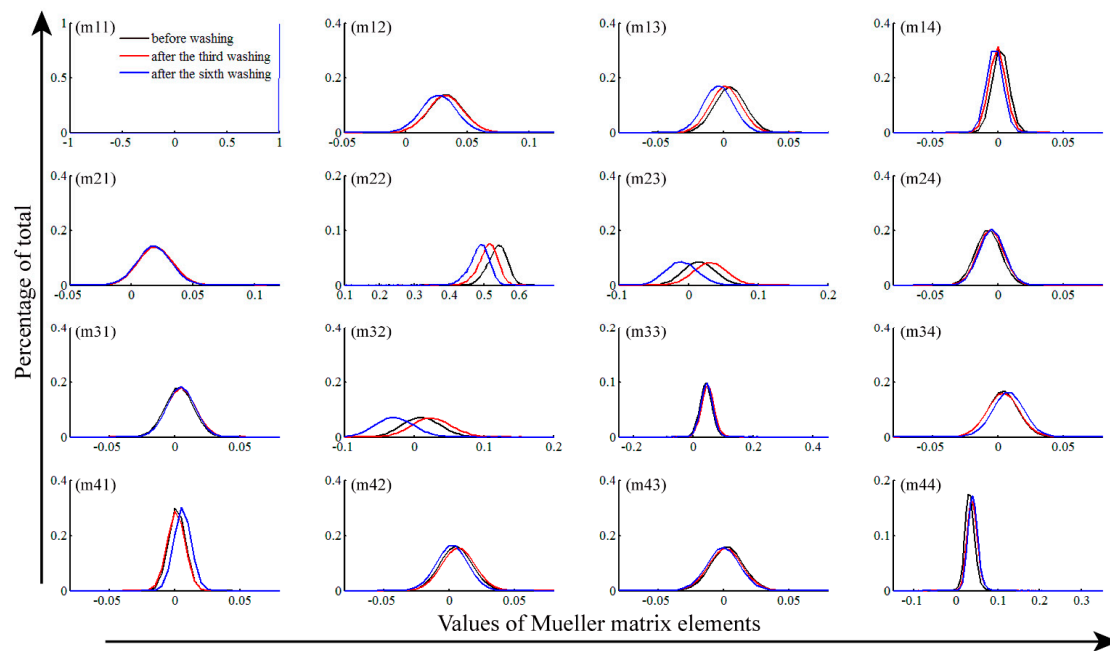 (m11)
before washing
after the third washing
after the sixth washing
1
0.5
0
-1 -0.5 0 0.5 1
(m12)
0.4
0.2
0
-0.05 0 0.05 0.1
(m13)
0.4
0.2
0
-0.05 0 0.05
(m14)
0.4
0.2
0
-0.05 0 0.05
(m21)
0.4
0.2
0
-0.05 0 0.05 0.1
(m22)
0.2
0.1
0
0.1 0.2 0.3 0.4 0.5 0.6
(m23)
0.4
0.2
0
-0.1 0 0.1 0.2
(m24)
0.4
0.2
0
-0.05 0 0.05
(m31)
0.4
0.2
0
-0.05 0 0.05
(m32)
0.4
0.2
0
-0.1 0 0.1 0.2
(m33)
0.2
0.1
0
-0.2 0 0.2 0.4
(m34)
0.4
0.2
0
-0.05 0 0.05
(m41)
0.4
0.2
0
-0.05 0 0.05
(m42)
0.4
0.2
0
-0.05 0 0.05
(m43)
0.4
0.2
0
-0.05 0 0.05
(m44)
0.2
0.1
0
-0.1 0 0.1 0.2 0.3
Percentage of total
Values of Mueller matrix elements